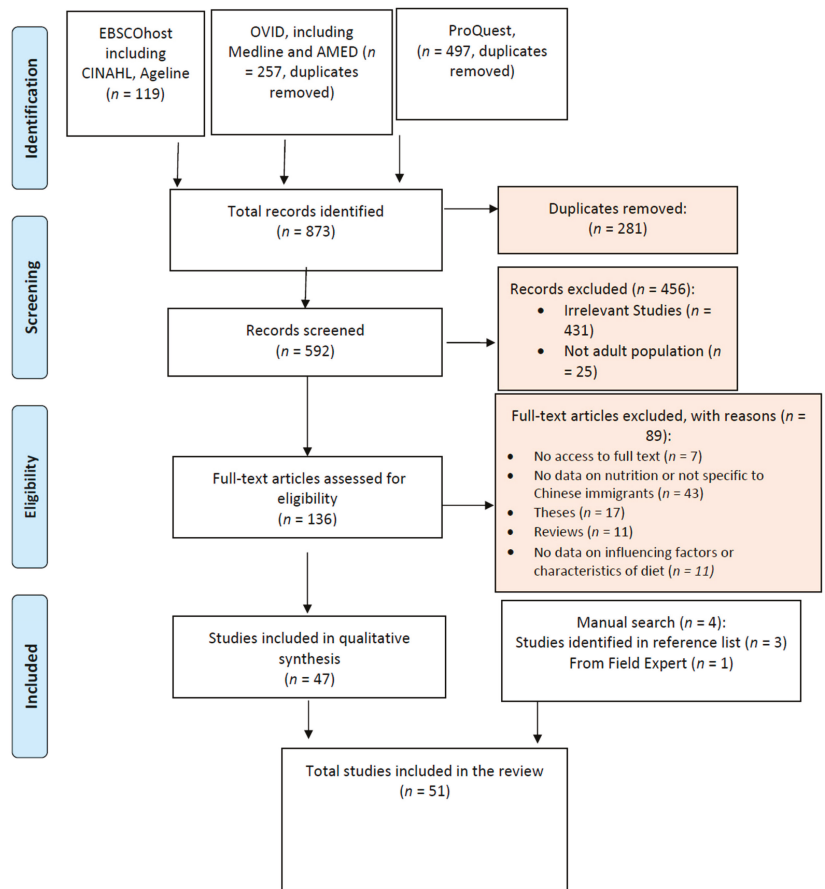 EBSCOhost
including
CINAHL, Ageline
(n = 119)
OVID, including
Medline and AMED (n
= 257, duplicates
removed)
ProQuest,
(n = 497, duplicates
removed)
Identification
Total records identified
(n = 873)
Duplicates removed:
(n = 281)
Screening
Records screened
(n = 592)
Records excluded (n = 456):
• Irrelevant Studies (n =
431)
• Not adult population (n
= 25)
Eligibility
Full-text articles assessed for
eligibility
(n = 136)
Full-text articles excluded, with reasons (n =
89):
• No access to full text (n = 7)
• No data on nutrition or not specific to
Chinese immigrants (n = 43)
• Theses (n = 17)
• Reviews (n = 11)
• No data on influencing factors or
characteristics of diet (n = 11)
Included
Studies included in qualitative
synthesis
(n = 47)
Manual search (n = 4):
Studies identified in reference list (n = 3)
From Field Expert (n = 1)
Total studies included in the review
(n = 51)